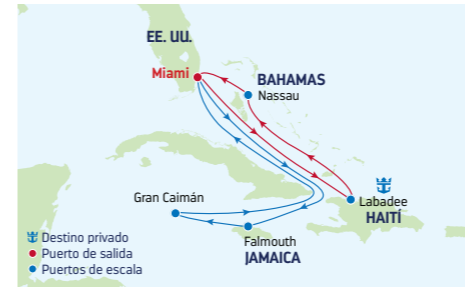 EE. UU.
Miami
BAHAMAS
Nassau
Gran Caimán
Labadee
HAITÍ
Falmouth
JAMAICA
Destino privado
Puerto de salida
Puertos de escala